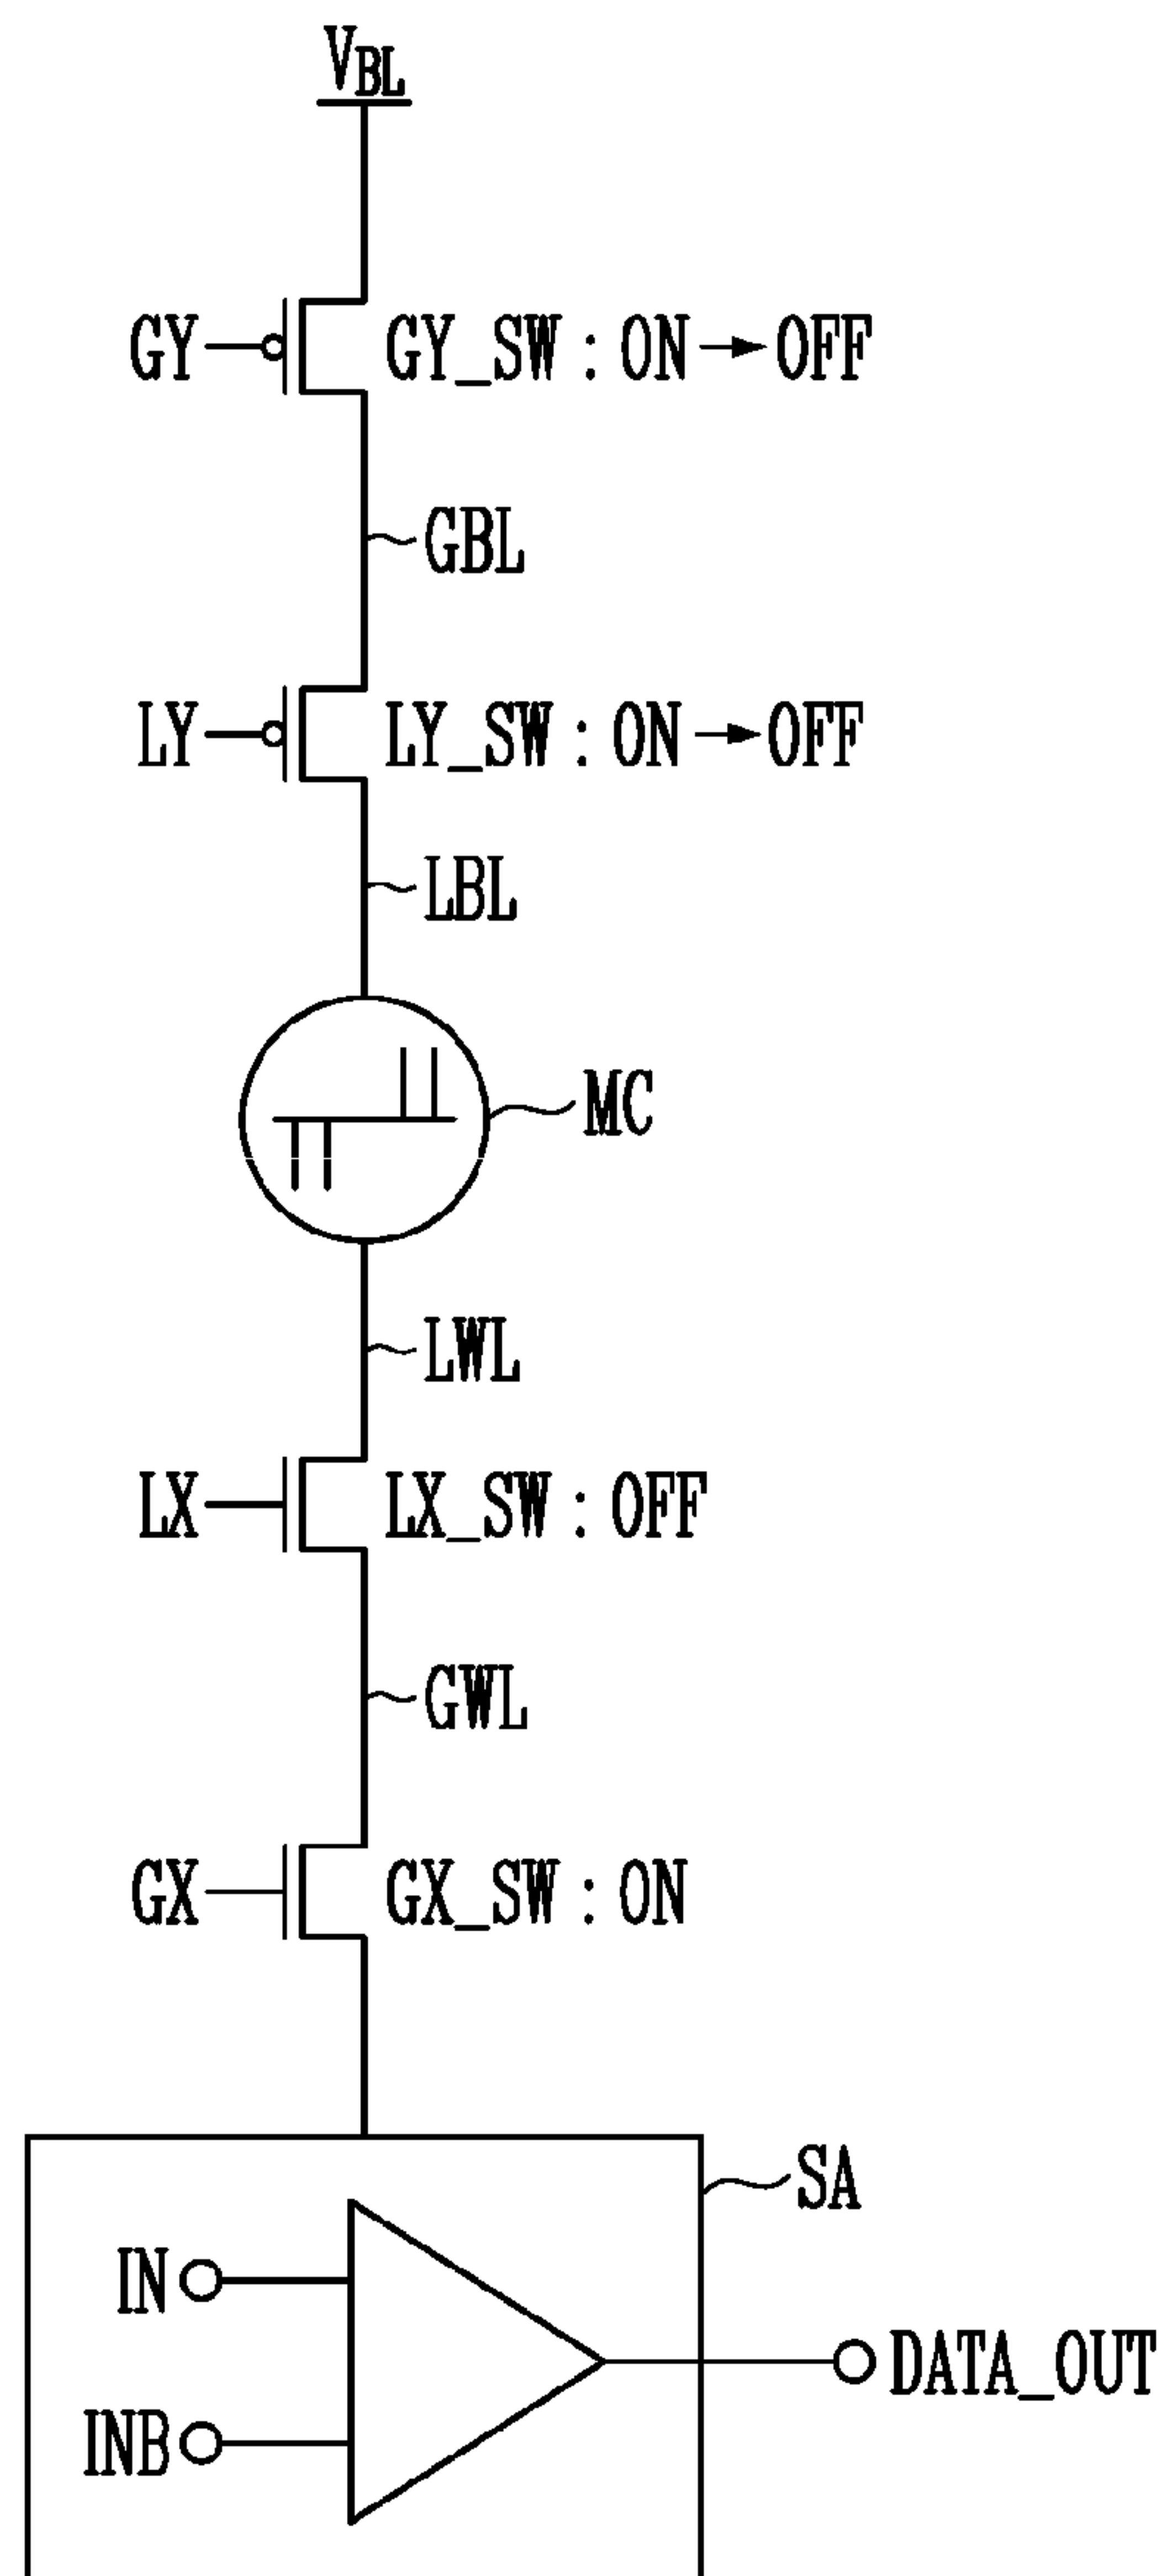 VBL
GY GY_SW : ON → OFF
GBL
LY LY_SW : ON → OFF
LBL
MC
LWL
LX LX_SW : OFF
GWL
GX GX_SW : ON
SA
IN
DATA_OUT
INB